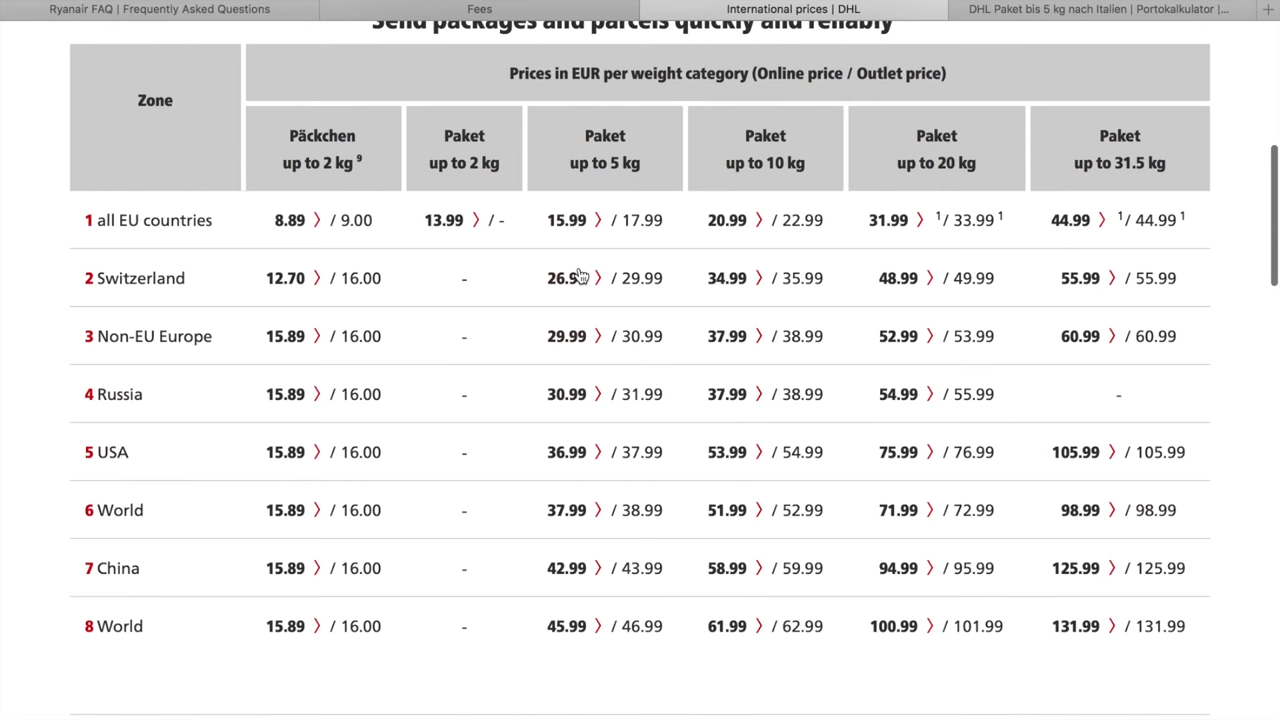 Ryanair FAQ | Frequently Asked Questions Fees International prices | DHL DHL Paket bis 5 kg nach Italien | Portokalkulator |...
Send packages and parcels quickly and reliably
Zone Prices in EUR per weight category (Online price / Outlet price)
Päckchen up to 2 kg 9 Paket up to 2 kg Paket up to 5 kg Paket up to 10 kg Paket up to 20 kg Paket up to 31.5 kg
1 all EU countries 8.89 〉 / 9.00 13.99 〉 / - 15.99 〉 / 17.99 20.99 〉 / 22.99 31.99 〉 1 / 33.99 1 44.99 〉 1 / 44.99 1
2 Switzerland 12.70 〉 / 16.00 - 〉 / 29.99 34.99 〉 / 35.99 48.99 〉 / 49.99 55.99 〉 / 55.99
3 Non-EU Europe 15.89 〉 / 16.00 - 29.99 〉 / 30.99 37.99 〉 / 38.99 52.99 〉 / 53.99 60.99 〉 / 60.99
4 Russia 15.89 〉 / 16.00 - 30.99 〉 / 31.99 37.99 〉 / 38.99 54.99 〉 / 55.99 -
5 USA 15.89 〉 / 16.00 - 36.99 〉 / 37.99 53.99 〉 / 54.99 75.99 〉 / 76.99 105.99 〉 / 105.99
6 World 15.89 〉 / 16.00 - 37.99 〉 / 38.99 51.99 〉 / 52.99 71.99 〉 / 72.99 98.99 〉 / 98.99
7 China 15.89 〉 / 16.00 - 42.99 〉 / 43.99 58.99 〉 / 59.99 94.99 〉 / 95.99 125.99 〉 / 125.99
8 World 15.89 〉 / 16.00 - 45.99 〉 / 46.99 61.99 〉 / 62.99 100.99 〉 / 101.99 131.99 〉 / 131.99